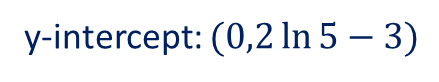 y-intercept: (0,2 ln 5 − 3)